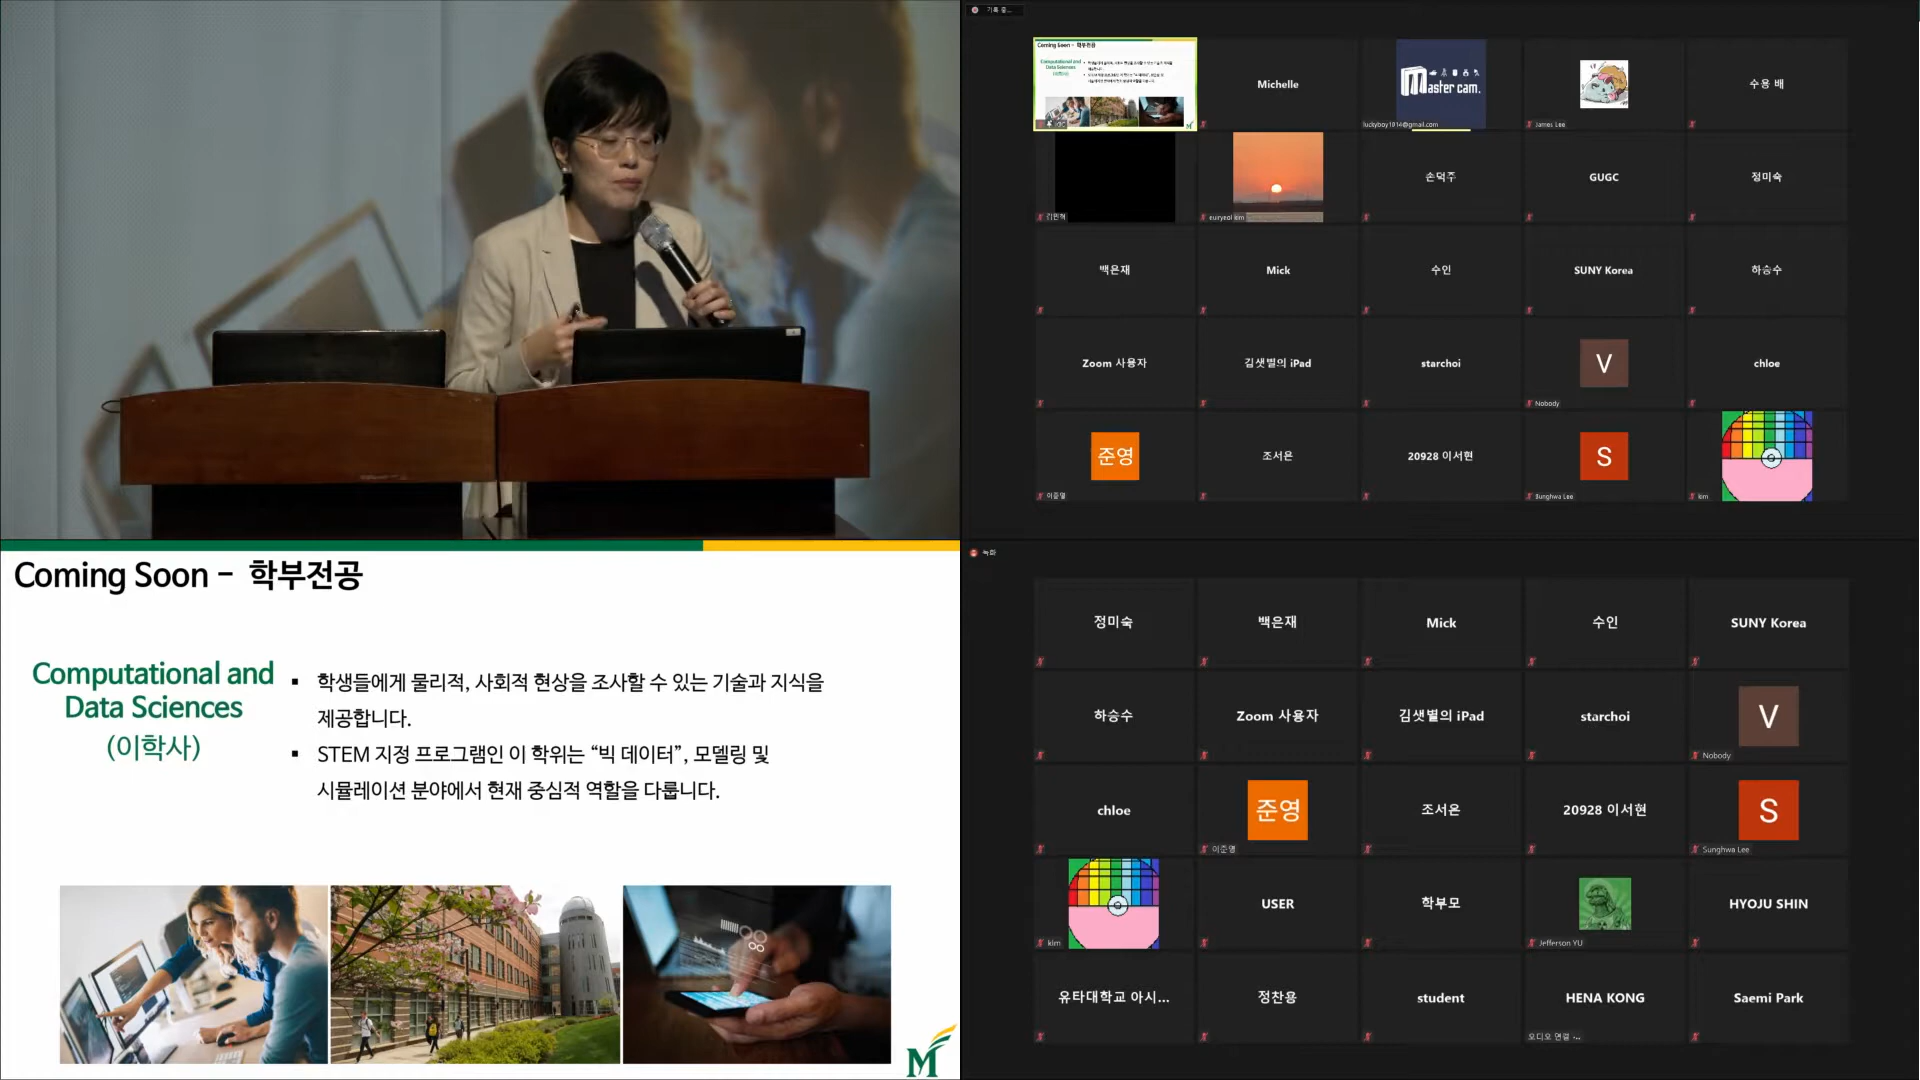 기록 중...
Coming Soon - 학부전공
Computational and
Data Sciences
(이학사)
Michelle
Master cam.
luckyboy1914@gmail.com
James Lee
수용 배
김민혁
euiryeol kim
손덕주
GUGC
정미숙
백은재
Mick
수인
SUNY Korea
하승수
Zoom 사용자
김샛별의 iPad
starchoi
V
Nobody
chloe
준영
이준영
조서은
20928 이서현
S
Sunghwa Lee
kim
Coming Soon - 학부전공
Computational and
Data Sciences
(이학사)
▪ 학생들에게 물리적, 사회적 현상을 조사할 수 있는 기술과 지식을
제공합니다.
▪ STEM 지정 프로그램인 이 학위는 “빅 데이터”, 모델링 및
시뮬레이션 분야에서 현재 중심적 역할을 다룹니다.
M
녹화
정미숙
백은재
Mick
수인
SUNY Korea
하승수
Zoom 사용자
김샛별의 iPad
starchoi
V
Nobody
chloe
준영
이준영
조서은
20928 이서현
S
Sunghwa Lee
kim
USER
학부모
Jefferson YU
HYOJU SHIN
유타대학교 아시...
정찬용
student
HENA KONG
오디오 연결 ...
Saemi Park